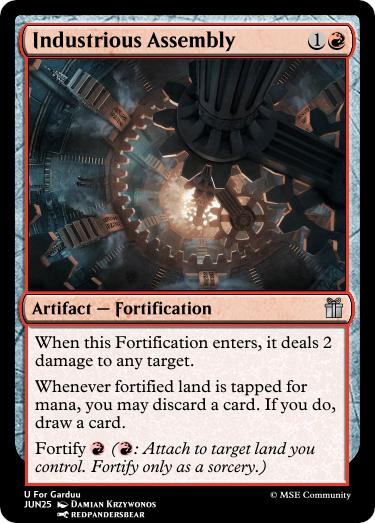 Industrious Assembly 1
Artifact — Fortification
When this Fortification enters, it deals 2
damage to any target.
Whenever fortified land is tapped for
mana, you may discard a card. If you do,
draw a card.
Fortify (: Attach to target land you
control. Fortify only as a sorcery.)
U For Garduu
JUN25 Damian Krzywonos © MSE Community
redpandersbear